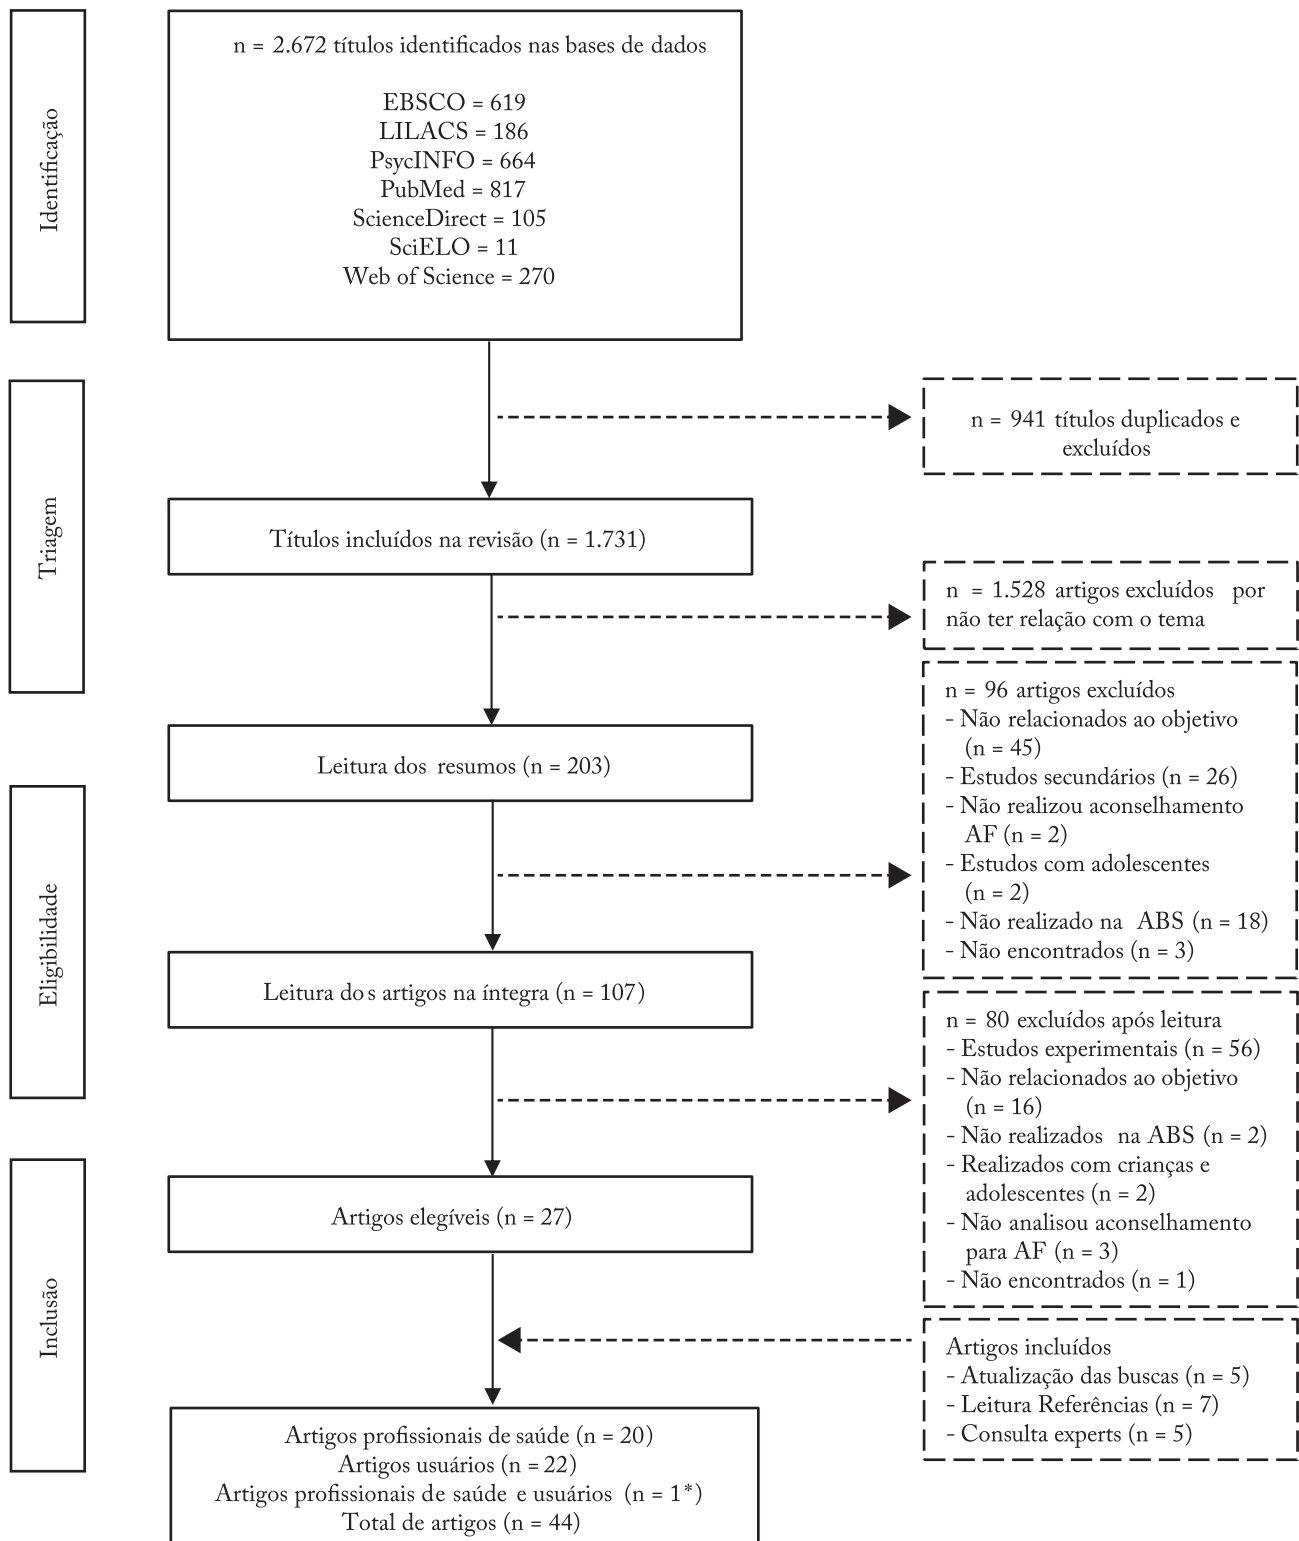 Identificação
n = 2.672 títulos identificados nas bases de dados
EBSCO = 619
LILACS = 186
PsycINFO = 664
PubMed = 817
ScienceDirect = 105
SciELO = 11
Web of Science = 270
Triagem
n = 941 títulos duplicados e
excluídos
Títulos incluídos na revisão (n = 1.731)
n = 1.528 artigos excluídos por
não ter relação com o tema
Leitura dos resumos (n = 203)
Eligibilidade
n = 96 artigos excluídos
- Não relacionados ao objetivo
(n = 45)
- Estudos secundários (n = 26)
- Não realizou aconselhamento
AF (n = 2)
- Estudos com adolescentes
(n = 2)
- Não realizado na ABS (n = 18)
- Não encontrados (n = 3)
Leitura dos artigos na íntegra (n = 107)
n = 80 excluídos após leitura
- Estudos experimentais (n = 56)
- Não relacionados ao objetivo
(n = 16)
- Não realizados na ABS (n = 2)
- Realizados com crianças e
adolescentes (n = 2)
- Não analisou aconselhamento
para AF (n = 3)
- Não encontrados (n = 1)
Inclusão
Artigos elegíveis (n = 27)
Artigos incluídos
- Atualização das buscas (n = 5)
- Leitura Referências (n = 7)
- Consulta experts (n = 5)
Artigos profissionais de saúde (n = 20)
Artigos usuários (n = 22)
Artigos profissionais de saúde e usuários (n = 1*)
Total de artigos (n = 44)